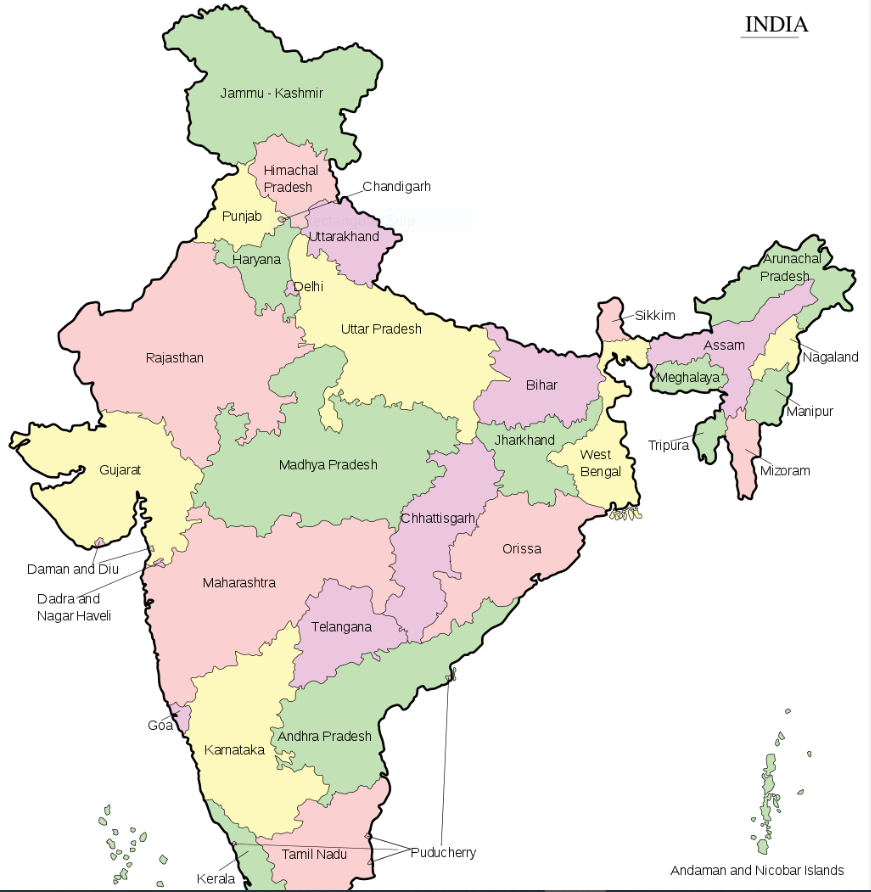 INDIA
Jammu - Kashmir
Himachal
Pradesh
Chandigarh
Punjab
Uttarakhand
Haryana
Arunachal
Pradesh
Delhi
Sikkim
Uttar Pradesh
Assam
Nagaland
Rajasthan
Meghalaya
Bihar
Manipur
Jharkhand
Tripura
West
Bengal
Madhya Pradesh
Gujarat
Mizoram
Chhattisgarh
Orissa
Daman and Diu
Maharashtra
Dadra and
Nagar Haveli
Telangana
Goa
Andhra Pradesh
Karnataka
Tamil Nadu
Puducherry
Kerala
Andaman and Nicobar Islands